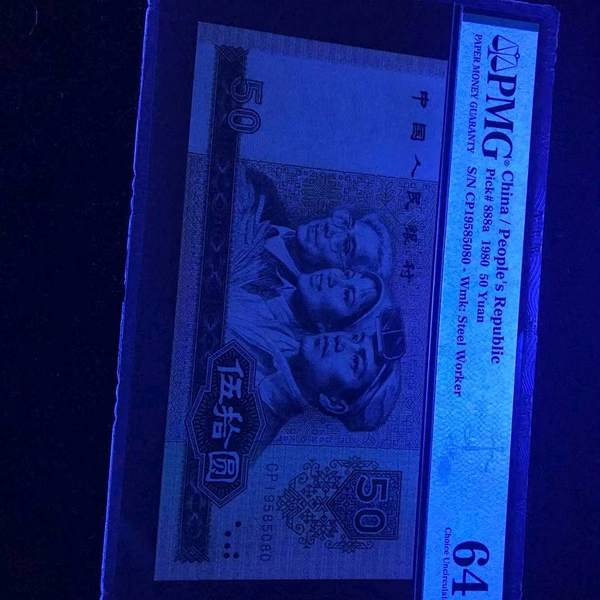 PMG®
PAPER MONEY GUARANTY
China / People's Republic
Pick# 888a 1980 50 Yuan
S/N CP19585080 - Wmk: Steel Worker
64
Choice Uncirculat
中国人民银行
50
伍拾圆
50
CP19585080